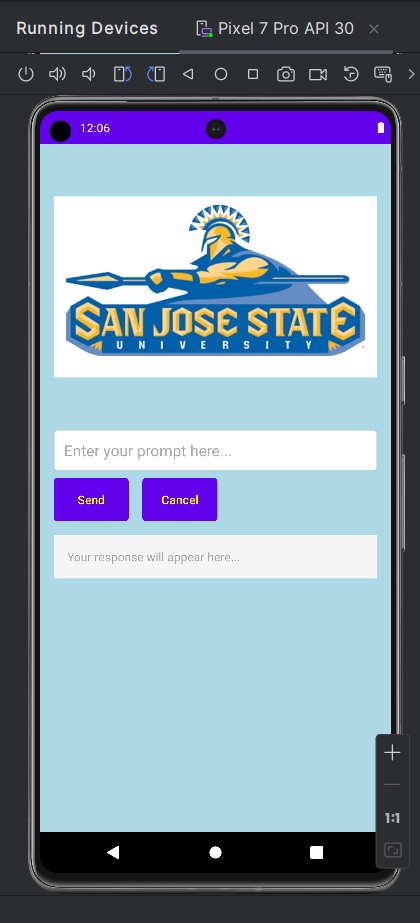 Running Devices
Pixel 7 Pro API 30
12:06
SAN JOSE STATE
UNIVERSITY
Enter your prompt here...
Send
Cancel
Your response will appear here...
1:1